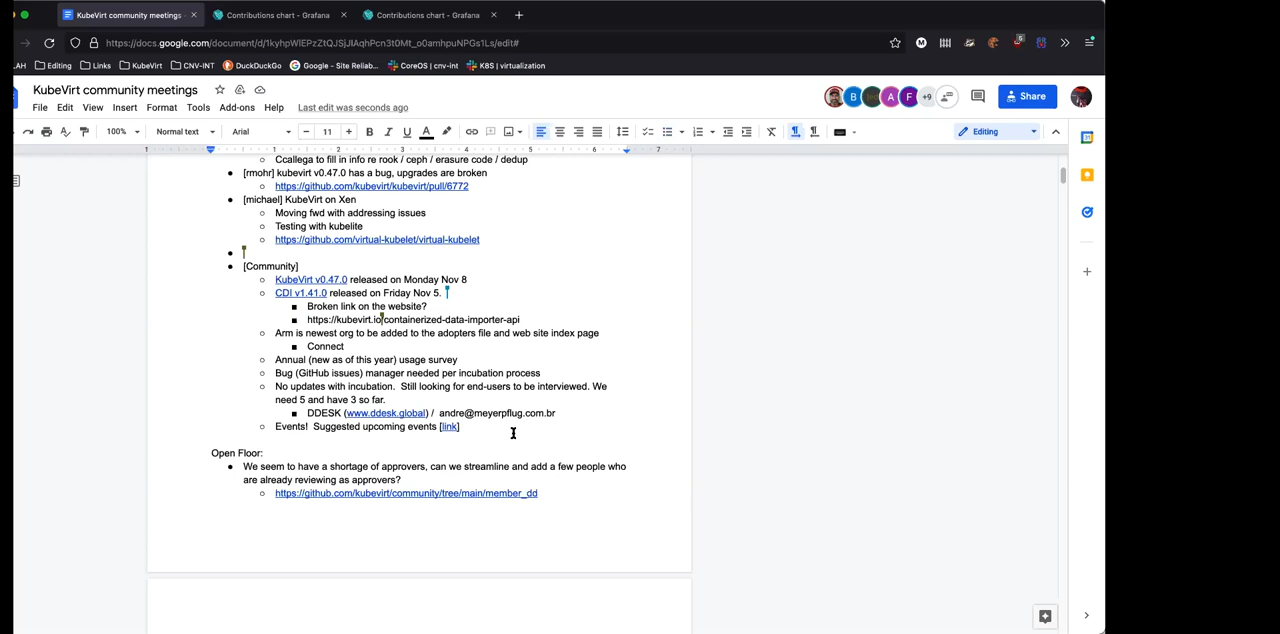 KubeVirt community meetings
Contributions chart - Grafana
Contributions chart - Grafana
https://docs.google.com/document/d/1kyhpWlEPzZtQJSjJlAqhPcn3t0Mt_o0amhpuNPGs1Ls/edit#
LAH
Editing
Links
KubeVirt
CNV-INT
DuckDuckGo
Google - Site Reliab...
CoreOS | cnv-int
K8S | virtualization
KubeVirt community meetings
File Edit View Insert Format Tools Add-ons Help Last edit was seconds ago
B A F +9
Share
100% Normal text Arial 11 B I U A
Editing
1 1 2 3 4 5 6 7
Ccallega to fill in info re rook / ceph / erasure code / dedup
[rmohr] kubevirt v0.47.0 has a bug, upgrades are broken
https://github.com/kubevirt/kubevirt/pull/6772
[michael] KubeVirt on Xen
Moving fwd with addressing issues
Testing with kubelite
https://github.com/virtual-kubelet/virtual-kubelet
[Community]
KubeVirt v0.47.0 released on Monday Nov 8
CDI v1.41.0 released on Friday Nov 5.
Broken link on the website?
https://kubevirt.io/containerized-data-importer-api
Arm is newest org to be added to the adopters file and web site index page
Connect
Annual (new as of this year) usage survey
Bug (GitHub issues) manager needed per incubation process
No updates with incubation. Still looking for end-users to be interviewed. We
need 5 and have 3 so far.
DDESK (www.ddesk.global) / andre@meyerpflug.com.br
Events! Suggested upcoming events [link]
Open Floor:
We seem to have a shortage of approvers, can we streamline and add a few people who
are already reviewing as approvers?
https://github.com/kubevirt/community/tree/main/member_dd